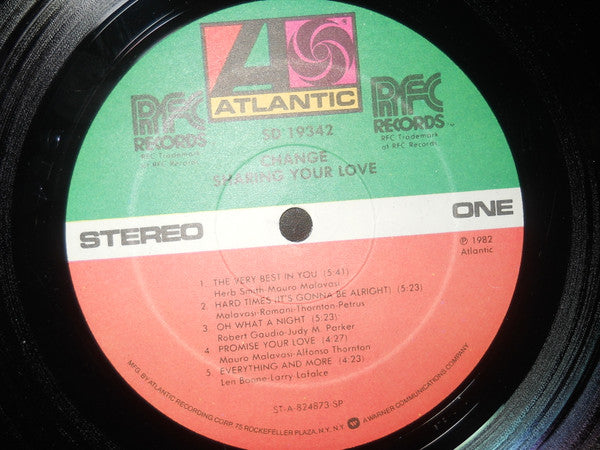 ATLANTIC
RFC
RECORDS
RFC Trademark
of RFC Records
RFC
RECORDS™
RFC Trademark
of RFC Records
SD 19342
CHANGE
SHARING YOUR LOVE
STEREO
ONE
℗ 1982
Atlantic
1 THE VERY BEST IN YOU (5:41)
Herb Smith-Mauro Malavasi
2 HARD TIMES (IT'S GONNA BE ALRIGHT) (5:23)
Malavasi-Romani-Thornton-Petrus
3 OH WHAT A NIGHT (5:23)
Robert Gaudio-Judy M. Parker
4 PROMISE YOUR LOVE (4:27)
Mauro Malavasi-Alfonso Thornton
5 EVERYTHING AND MORE (4:23)
Len Boone-Larry-Lafalce
ST-A-824873-SP
MFG. BY ATLANTIC RECORDING CORP. 75 ROCKEFELLER PLAZA, N.Y. N.Y. A WARNER COMMUNICATIONS COMPANY